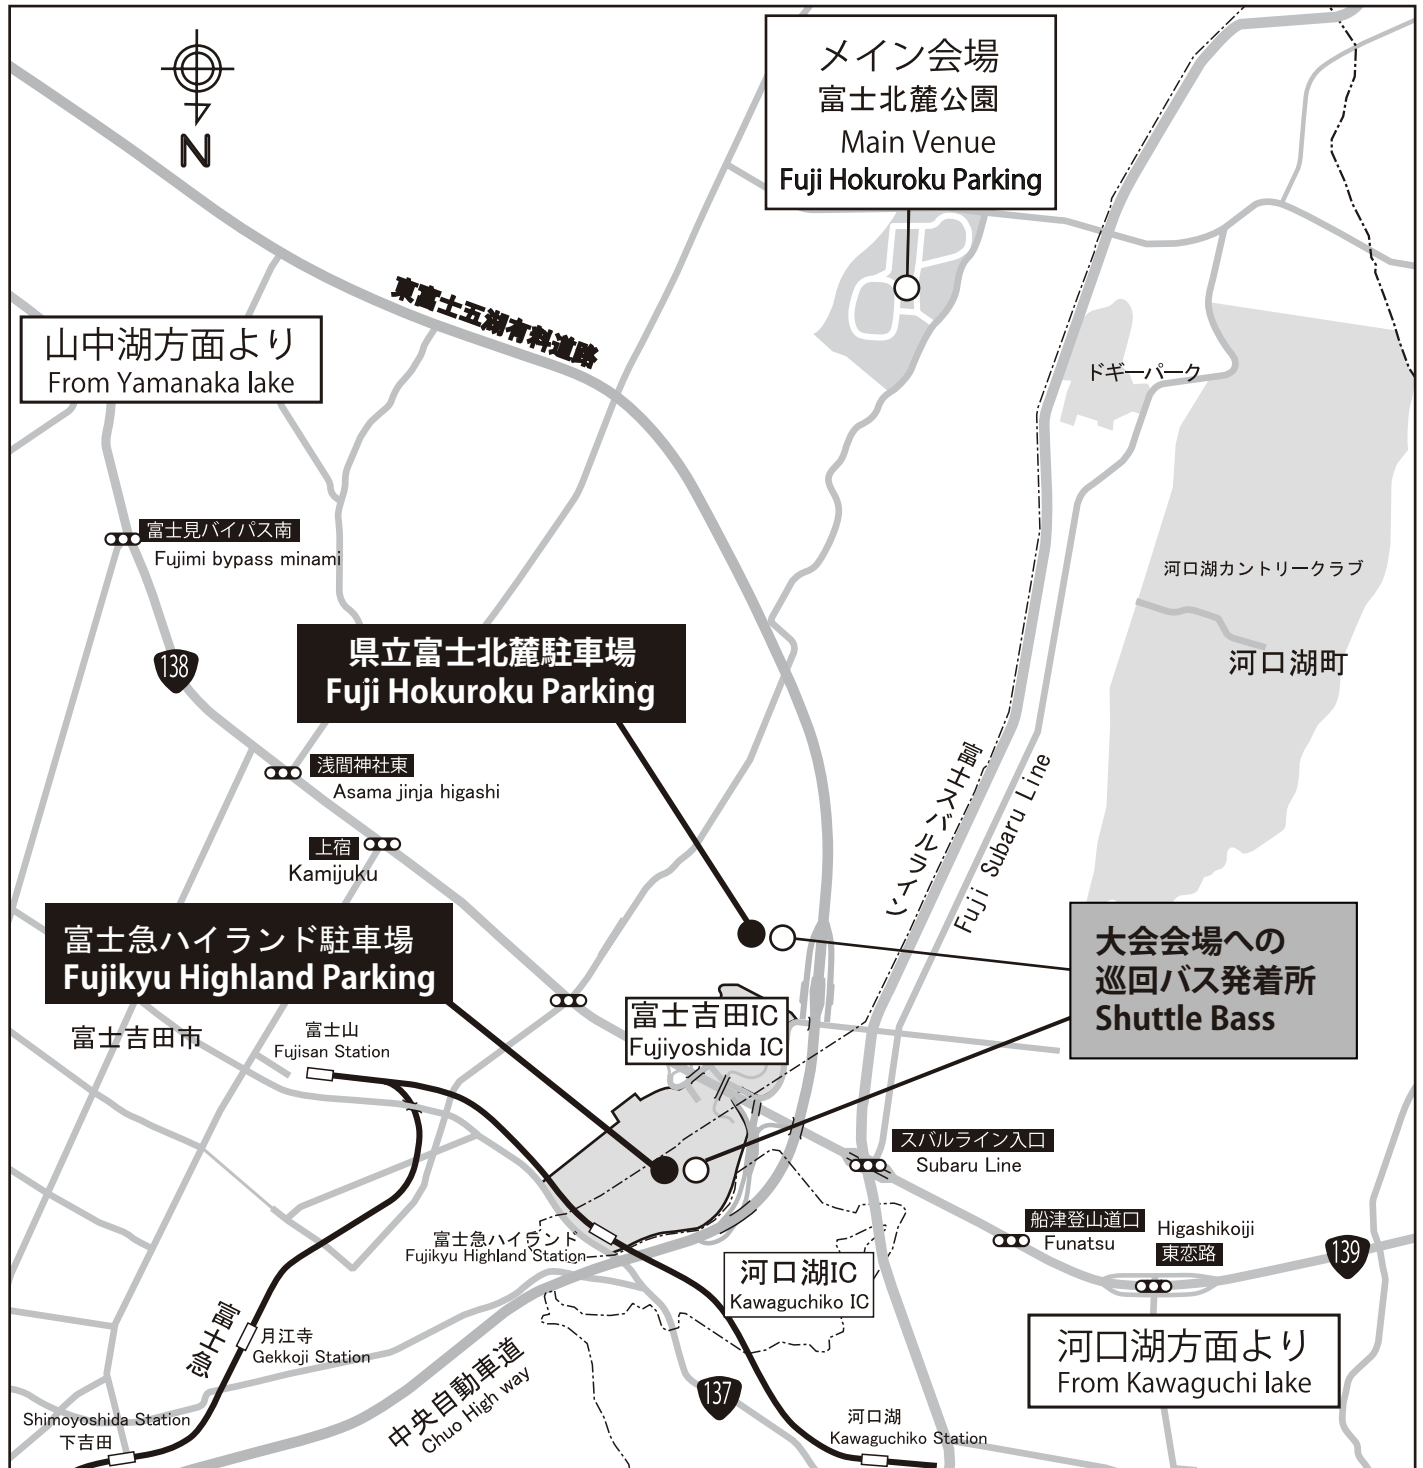 メイン会場
富士北麓公園
Main Venue
Fuji Hokuroku Parking
N
東富士五湖有料道路
山中湖方面より
From Yamanaka lake
ドギーパーク
富士見バイパス南
Fujimi bypass minami
河口湖カントリークラブ
138
県立富士北麓駐車場
Fuji Hokuroku Parking
河口湖町
浅間神社東
Asama jinja higashi
富士スバルライン
Fuji Subaru Line
上宿
Kamijuku
富士急ハイランド駐車場
Fujikyu Highland Parking
大会会場への
巡回バス発着所
Shuttle Bass
富士吉田市
富士山
Fujisan Station
富士吉田IC
Fujiyoshida IC
スバルライン入口
Subaru Line
船津登山道口
Funatsu
Higashikoiji
東恋路
139
富士急ハイランド
Fujikyu Highland Station
河口湖IC
Kawaguchiko IC
富士急
月江寺
Gekkoji Station
中央自動車道
Chuo High way
137
河口湖方面より
From Kawaguchi lake
Shimoyoshida Station
下吉田
河口湖
Kawaguchiko Station